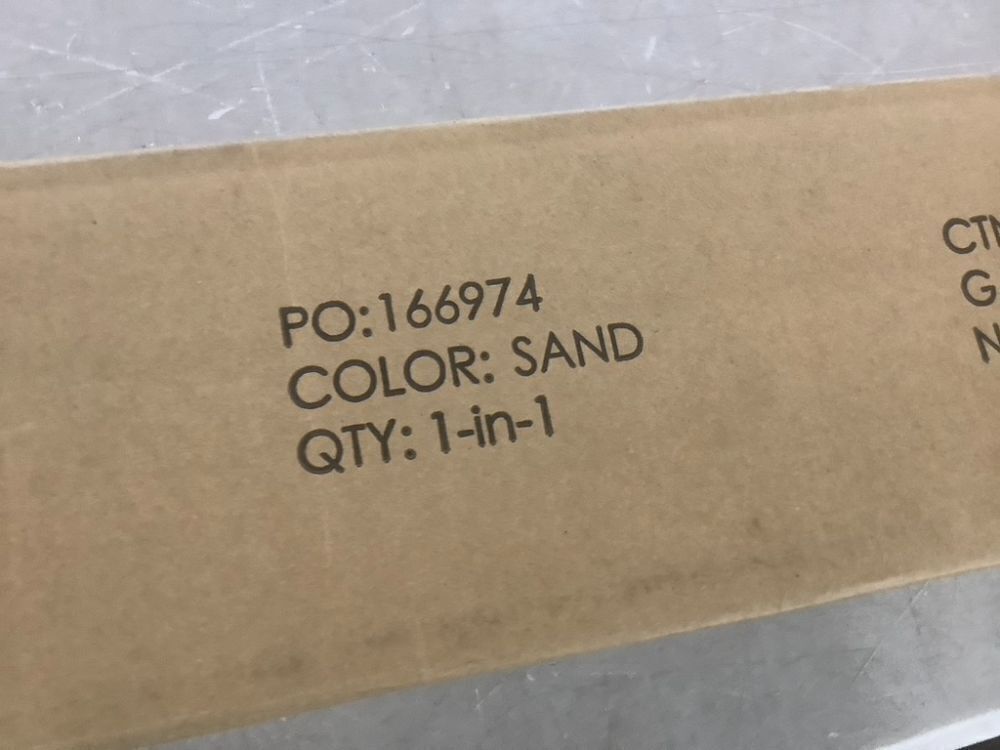 PO:166974
COLOR: SAND
QTY: 1-in-1